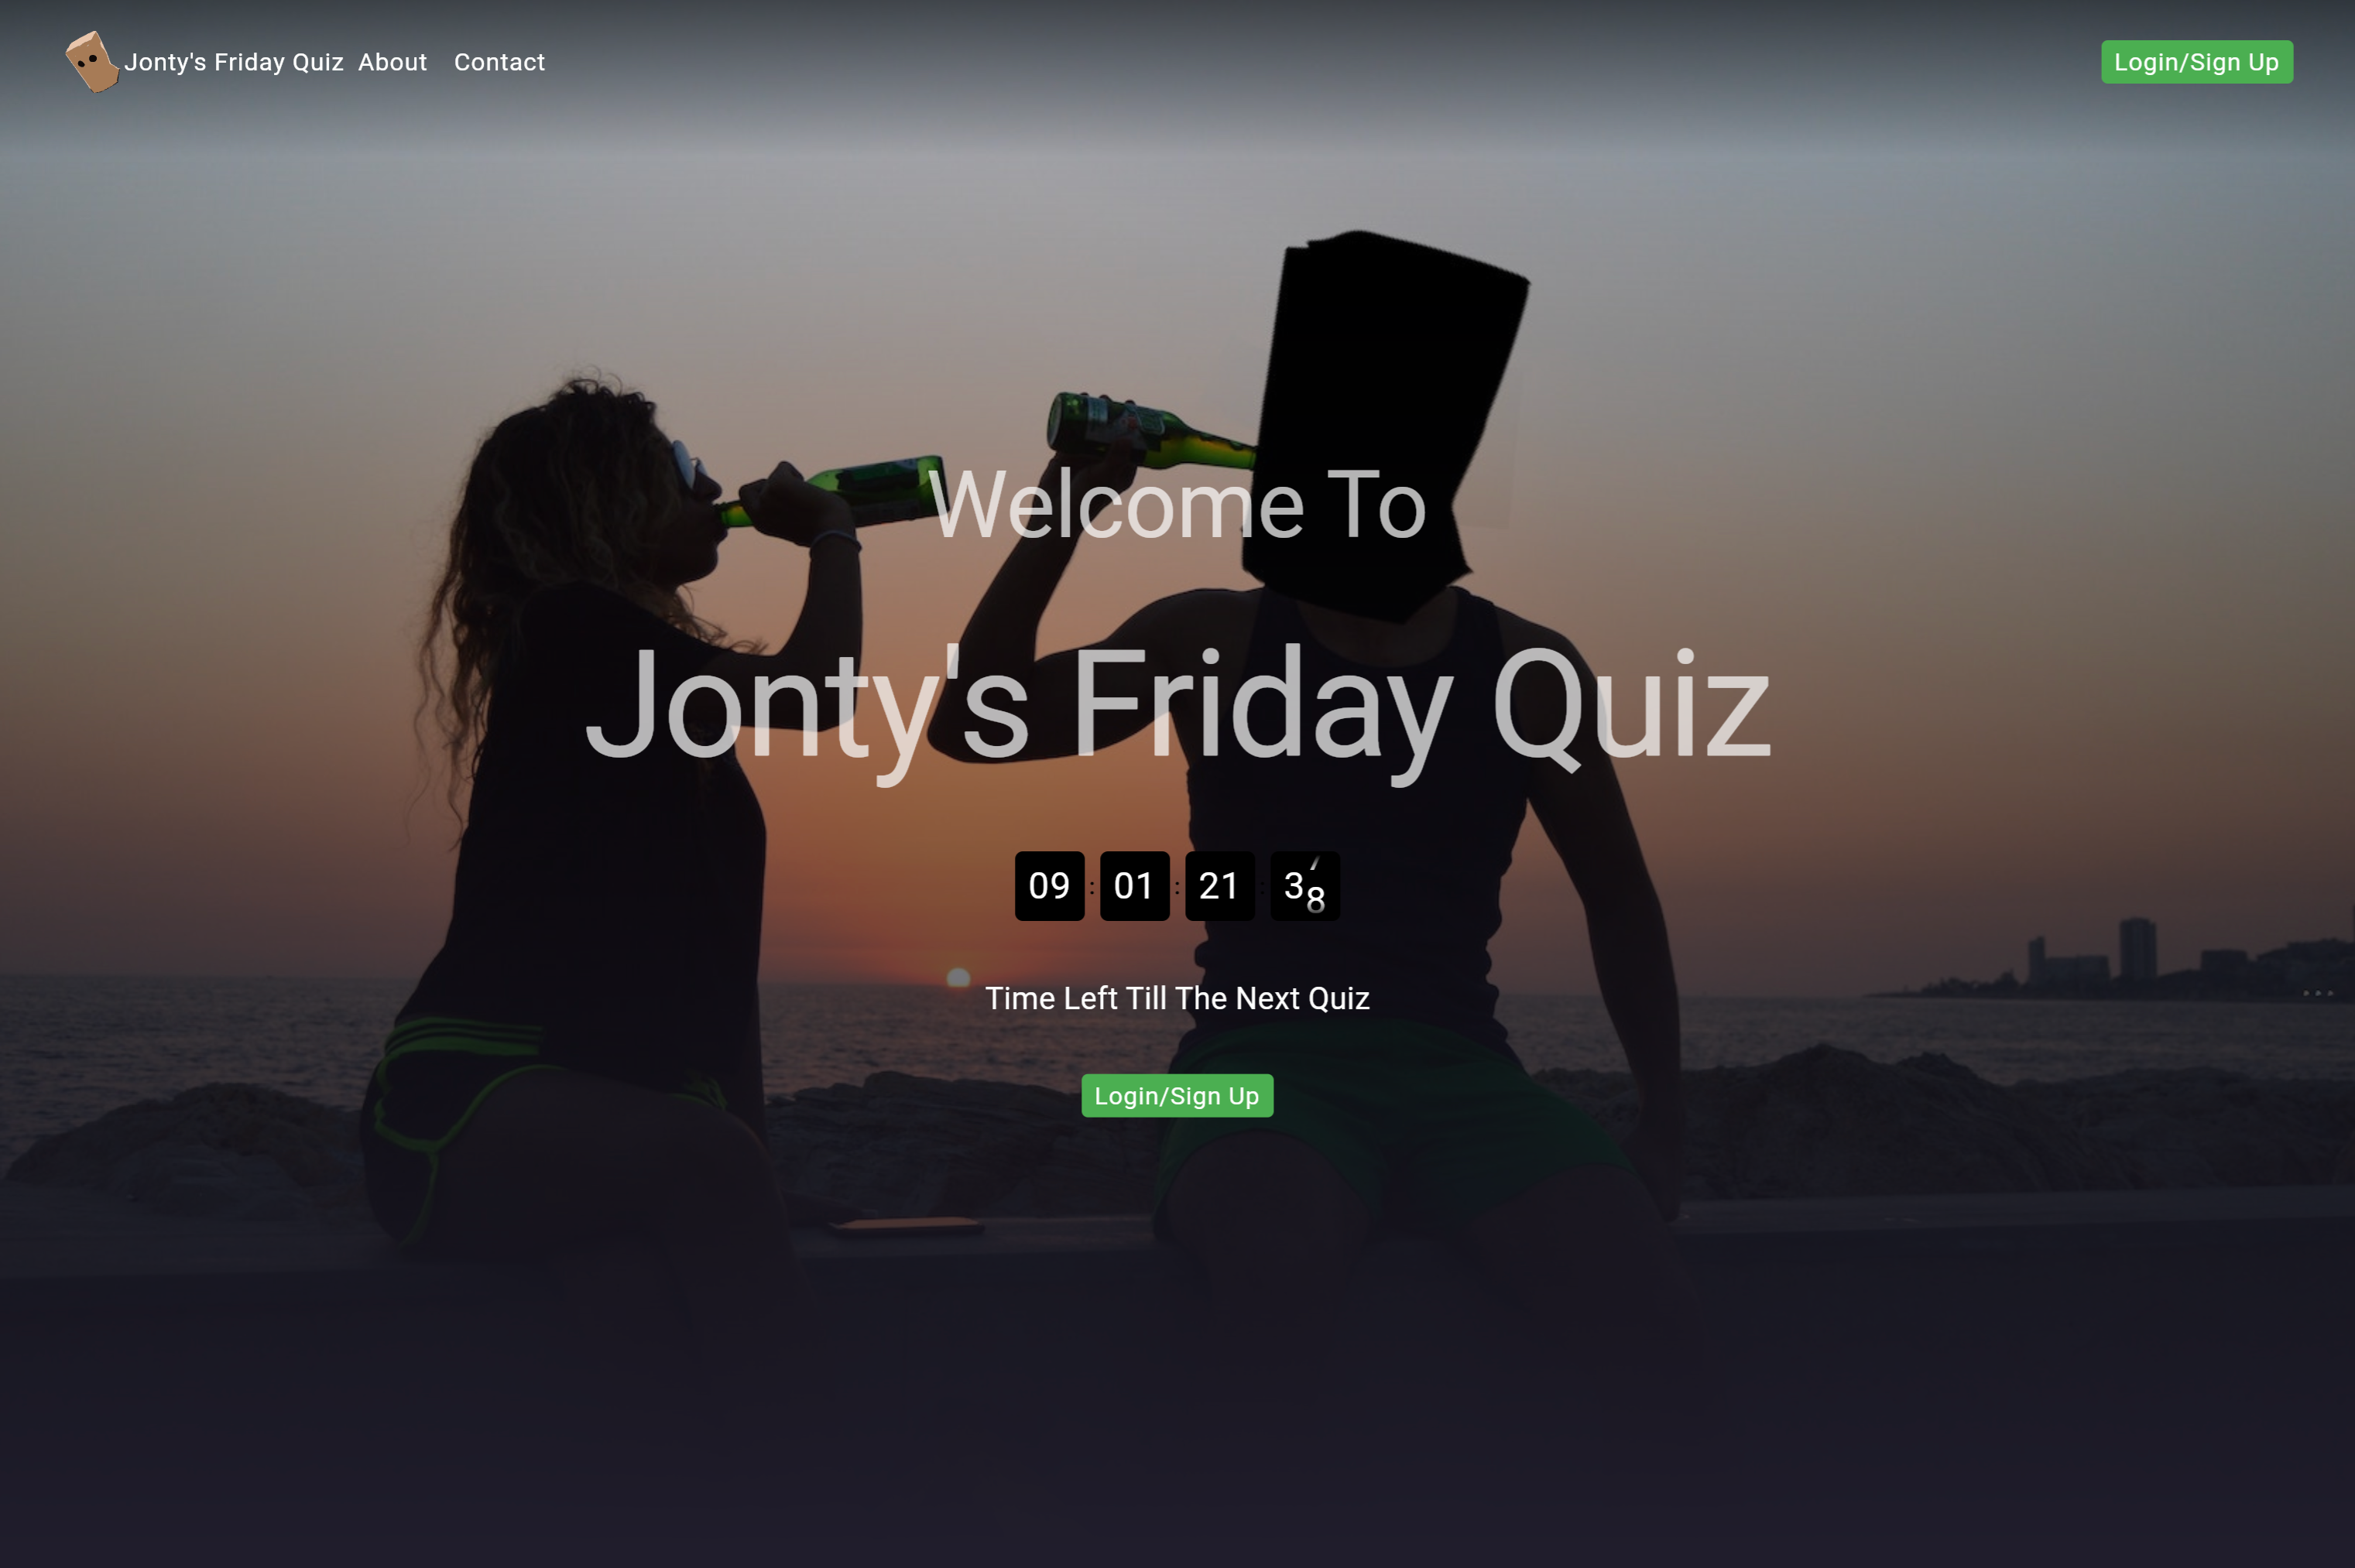 Jonty's Friday Quiz About Contact Login/Sign Up
Welcome To
Jonty's Friday Quiz
09 : 01 : 21 : 38
Time Left Till The Next Quiz
Login/Sign Up